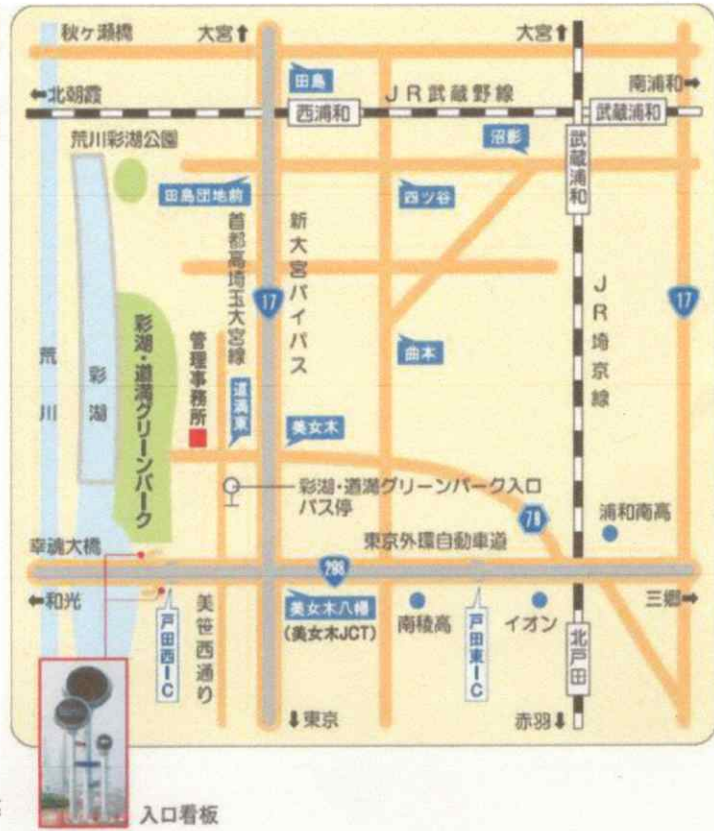 秋ヶ瀬橋
大宮↑
大宮↑
田島
南浦和→
←北朝霞
JR武蔵野線
西浦和
武蔵浦和
荒川彩湖公園
沼影
武蔵浦和
田島団地前
四ツ谷
首都高埼玉大宮線
新大宮バイパス
17
17
JR埼京線
彩湖・道満グリーンパーク
管理事務所
曲本
荒川
彩湖
道満東
美女木
彩湖・道満グリーンパーク入口
バス停
79
浦和南高
幸魂大橋
東京外環自動車道
298
←和光
三郷→
戸田西IC
美笹西通り
美女木八幡
(美女木JCT)
南稜高
戸田東IC
イオン
北戸田
↓東京
赤羽↓
入口看板